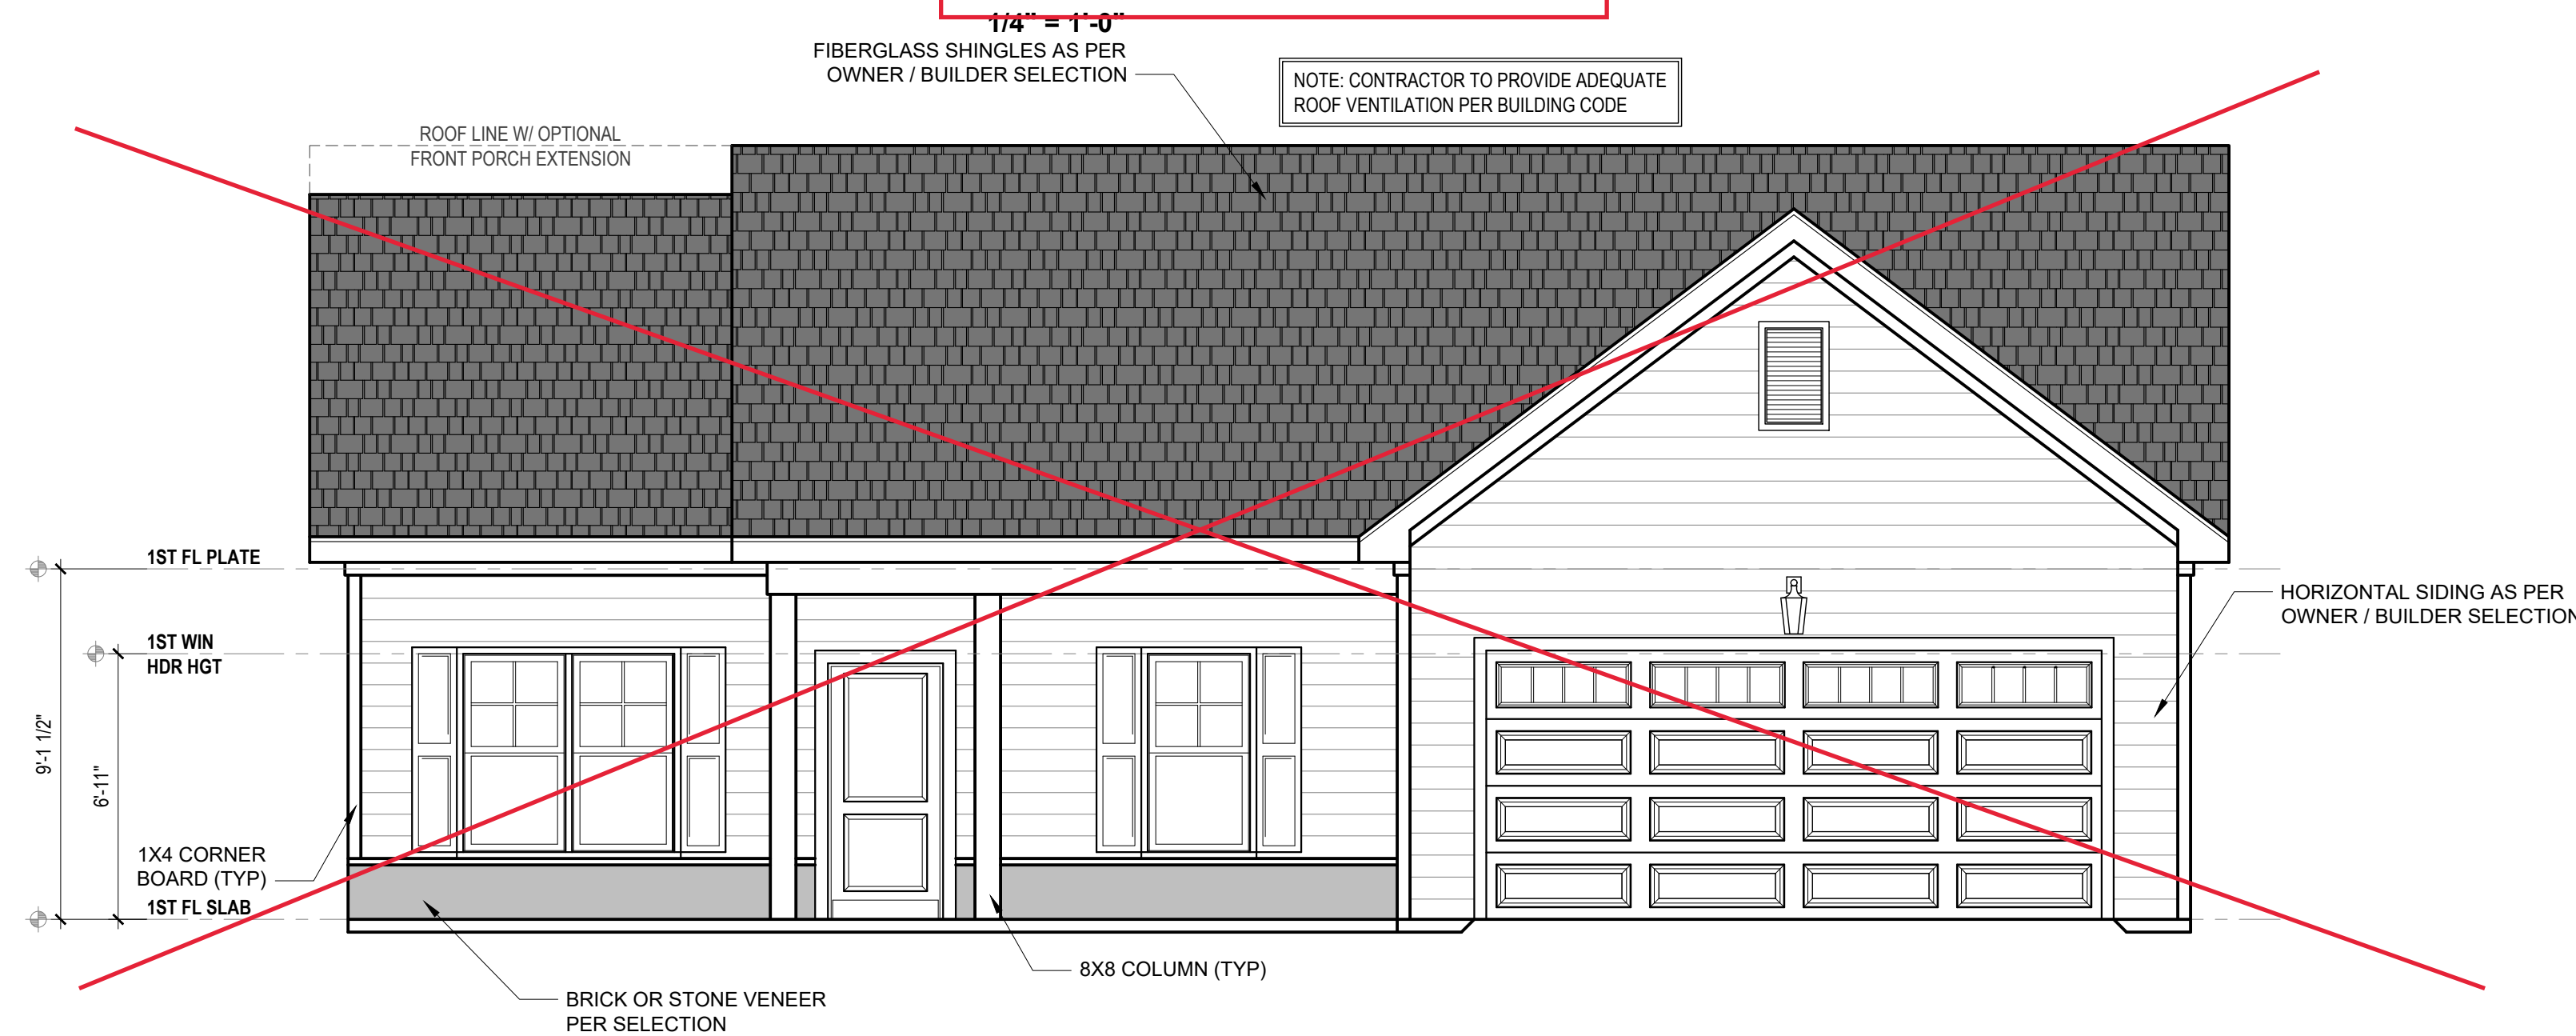 1/4" = 1'-0"
FIBERGLASS SHINGLES AS PER
OWNER / BUILDER SELECTION
NOTE: CONTRACTOR TO PROVIDE ADEQUATE
ROOF VENTILATION PER BUILDING CODE
ROOF LINE W/ OPTIONAL
FRONT PORCH EXTENSION
1ST FL PLATE
HORIZONTAL SIDING AS PER
OWNER / BUILDER SELECTION
1ST WIN
HDR HGT
9'-1 1/2"
6'-11"
1X4 CORNER
BOARD (TYP)
1ST FL SLAB
8X8 COLUMN (TYP)
BRICK OR STONE VENEER
PER SELECTION